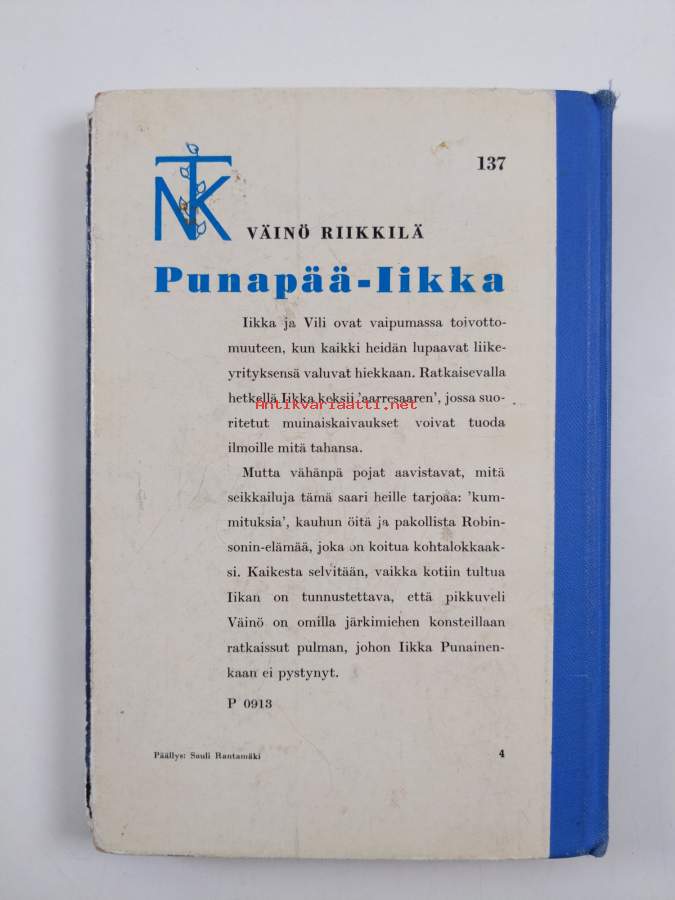 NTK
137
VÄINÖ RIIKKILÄ
Punapää-Iikka
Iikka ja Vili ovat vaipumassa toivotto-
muuteen, kun kaikki heidän lupaavat liike-
yrityksensä valuvat hiekkaan. Ratkaisevalla
hetkellä Iikka keksii 'aarresaaren', jossa suo-
Antikvariaatti.net
ritetut muinaiskaivaukset voivat tuoda
ilmoille mitä tahansa.
Mutta vähänpä pojat aavistavat, mitä
seikkailuja tämä saari heille tarjoaa: 'kum-
mituksia', kauhun öitä ja pakollista Robin-
sonin-elämää, joka on koitua kohtalokkaak-
si. Kaikesta selvitään, vaikka kotiin tultua
Iikan on tunnustettava, että pikkuveli
Väinö on omilla järkimiehen konsteillaan
ratkaissut pulman, johon Iikka Punainen-
kaan ei pystynyt.
P 0913
Päällys: Sauli Rantamäki
4